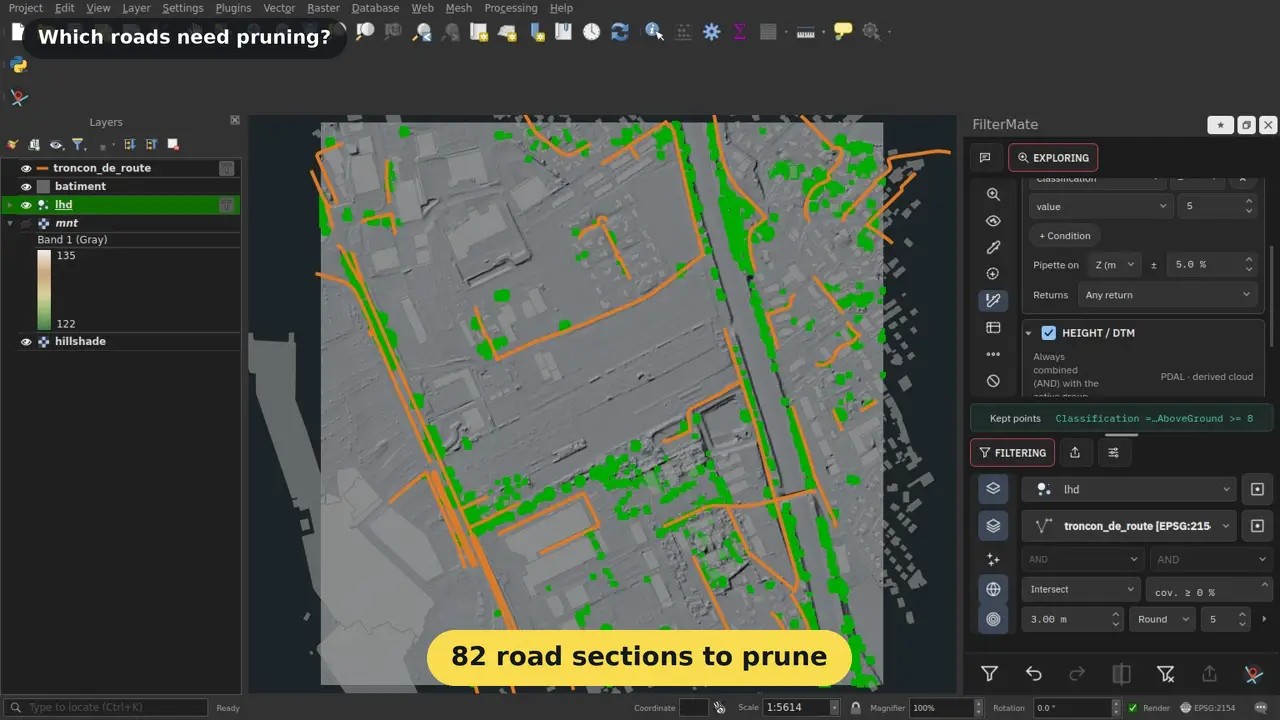 Project Edit View Layer Settings Plugins Vector Raster Database Web Mesh Processing Help
Which roads need pruning?
Layers
troncon_de_route
batiment
lhd
mnt
Band 1 (Gray)
135
122
hillshade
82 road sections to prune
FilterMate
EXPLORING
Classification
value 5
+ Condition
Pipette on Z (m ± 5.0 %
Returns Any return
HEIGHT / DTM
Always
combined
(AND) with the
active group
PDAL · derived cloud
Kept points Classification =…AboveGround >= 8
FILTERING
lhd
troncon_de_route [EPSG:215
AND AND
Intersect cov. ≥ 0 %
3.00 m Round 5
Type to locate (Ctrl+K) Ready Coordinate Scale 1:5614 Magnifier 100% Rotation 0.0 ° Render EPSG:2154